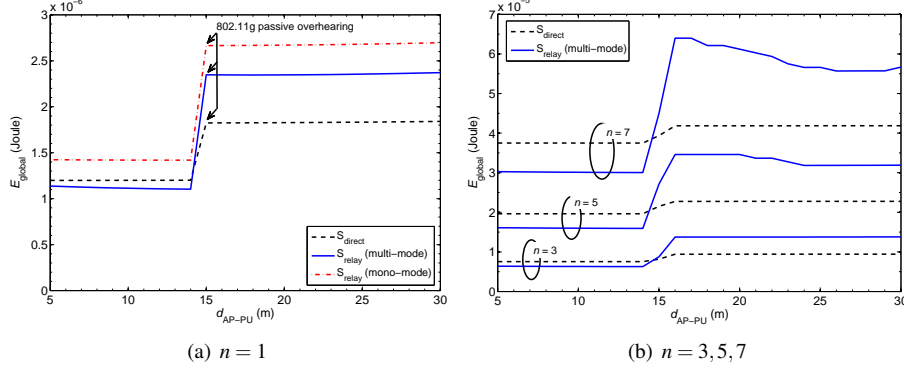 3 x 10⁻⁶
802.11g passive overhearing
2.5
2
1.5
1
0.5
0
E_global (Joule)
S_direct
S_relay (multi−mode)
S_relay (mono−mode)
5 10 15 20 25 30
d_AP−PU (m)
(a) n = 1
7
S_direct
S_relay (multi−mode)
6
5
4
3
2
1
0
E_global (Joule)
n = 7
n = 5
n = 3
5 10 15 20 25 30
d_AP−PU (m)
(b) n = 3,5,7